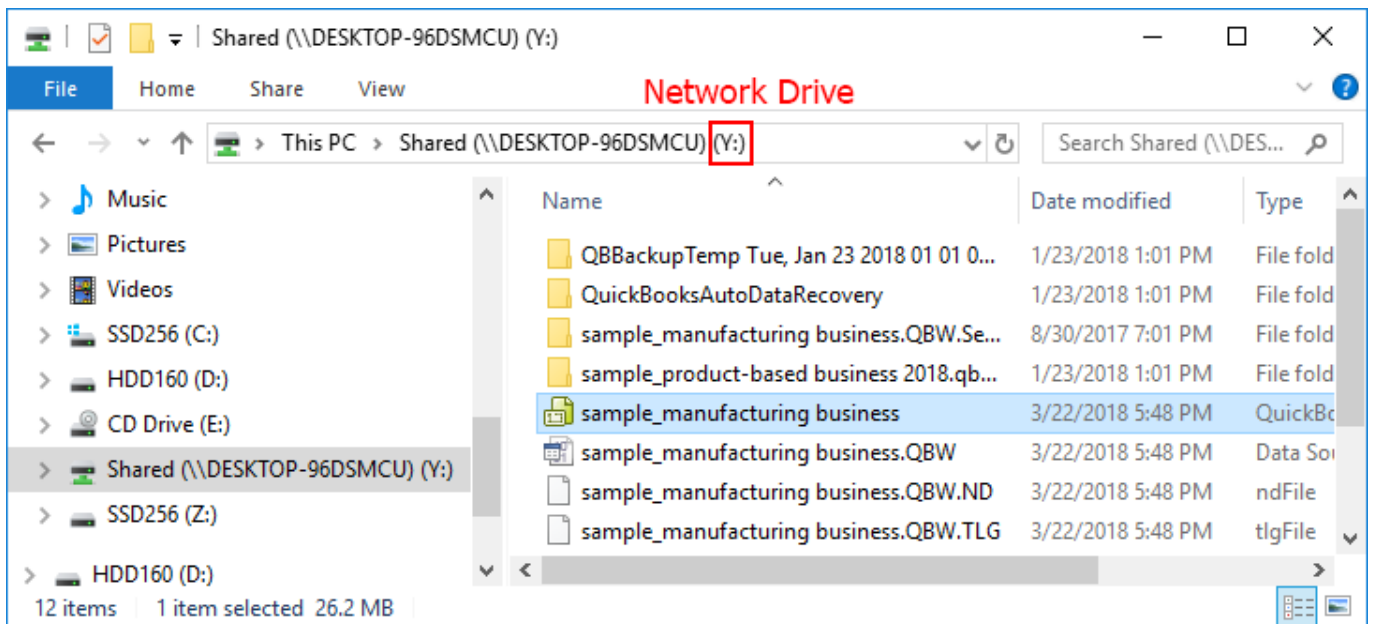 Shared (\\DESKTOP-96DSMCU) (Y:)
File Home Share View
Network Drive
This PC > Shared (\\DESKTOP-96DSMCU) (Y:)
Search Shared (\\DES...
Music
Pictures
Videos
SSD256 (C:)
HDD160 (D:)
CD Drive (E:)
Shared (\\DESKTOP-96DSMCU) (Y:)
SSD256 (Z:)
HDD160 (D:)
Name Date modified Type
QBBackupTemp Tue, Jan 23 2018 01 01 0... 1/23/2018 1:01 PM File fold
QuickBooksAutoDataRecovery 1/23/2018 1:01 PM File fold
sample_manufacturing business.QBW.Se... 8/30/2017 7:01 PM File fold
sample_product-based business 2018.qb... 1/23/2018 1:01 PM File fold
sample_manufacturing business 3/22/2018 5:48 PM QuickBo
sample_manufacturing business.QBW 3/22/2018 5:48 PM Data Sou
sample_manufacturing business.QBW.ND 3/22/2018 5:48 PM ndFile
sample_manufacturing business.QBW.TLG 3/22/2018 5:48 PM tlgFile
12 items 1 item selected 26.2 MB